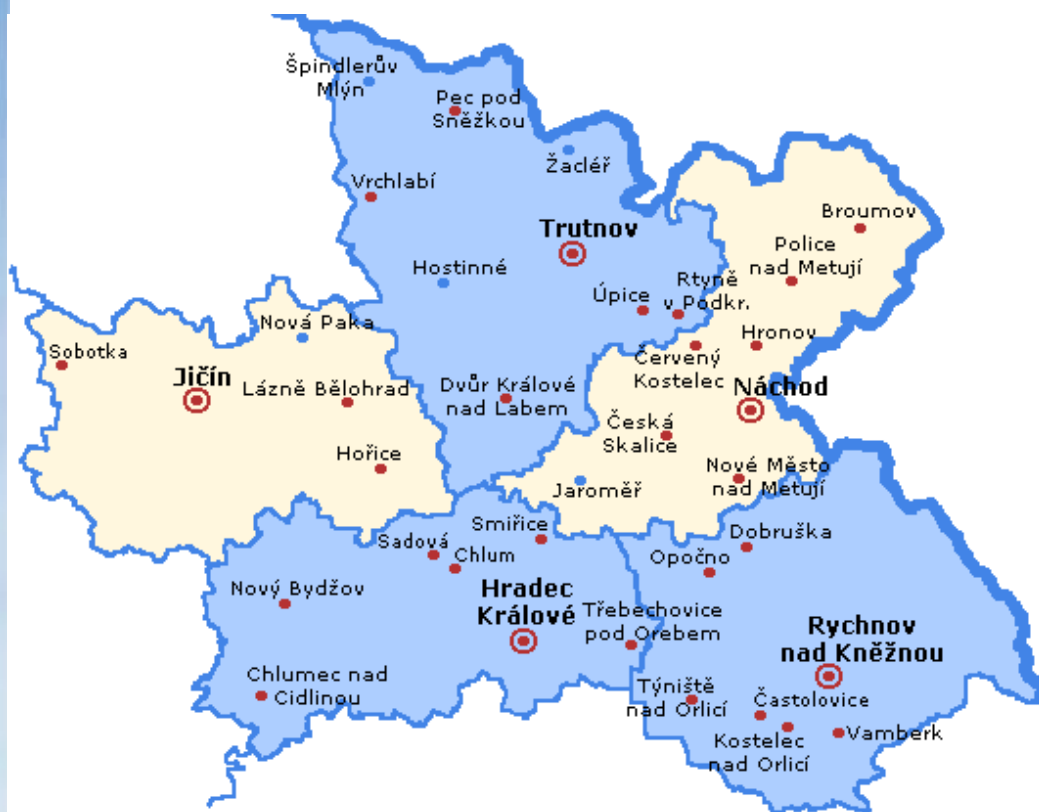 Špindlerův
Mlýn
Pec pod
Sněžkou
Žacléř
Vrchlabí
Broumov
Trutnov
Police
nad Metují
Hostinné
Rtyně
v Podkr.
Úpice
Nová Paka
Hronov
Sobotka
Červený
Kostelec
Jičín
Lázně Bělohrad
Dvůr Králové
nad Labem
Náchod
Česká
Skalice
Hořice
Nové Město
nad Metují
Jaroměř
Smiřice
Dobruška
Sadová
Chlum
Opočno
Nový Bydžov
Hradec
Králové
Třebechovice
pod Orebem
Rychnov
nad Kněžnou
Chlumec nad
Cidlinou
Týniště
nad Orlicí
Častolovice
Kostelec
nad Orlicí
Vamberk